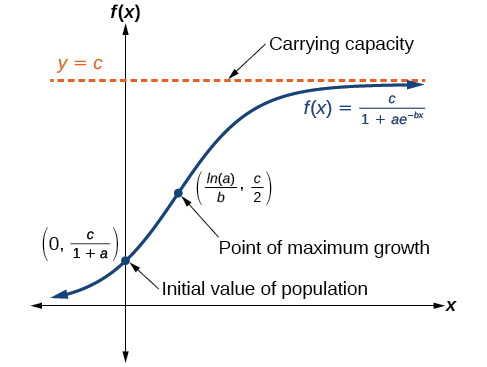 f(x)
Carrying capacity
y = c
f(x) = c / 1 + ae^{-bx}
(ln(a)/b, c/2)
(0, c / 1 + a)
Point of maximum growth
Initial value of population
x